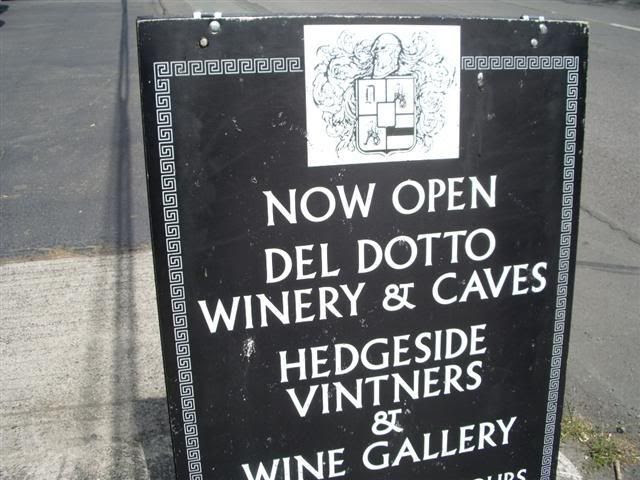 NOW OPEN
DEL DOTTO
WINERY & CAVES
HEDGESIDE
VINTNERS
&
WINE GALLERY